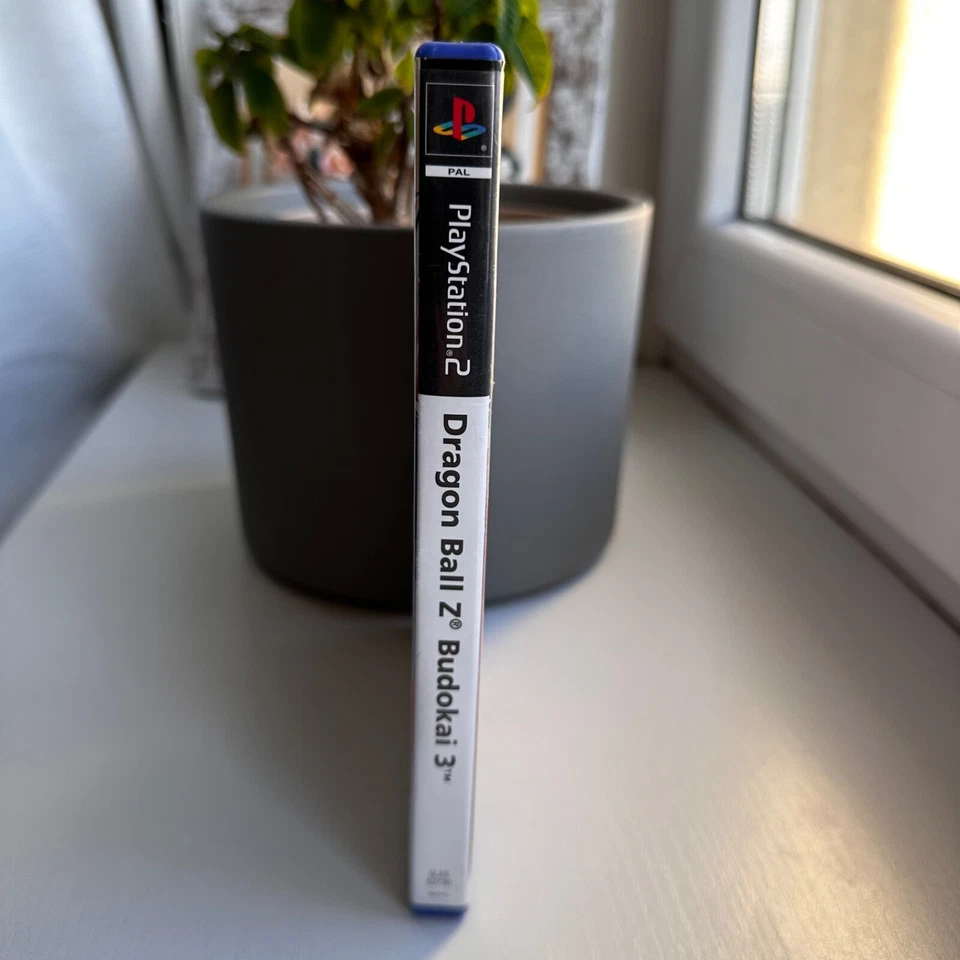 PAL
PlayStation®2
Dragon Ball Z® Budokai 3™